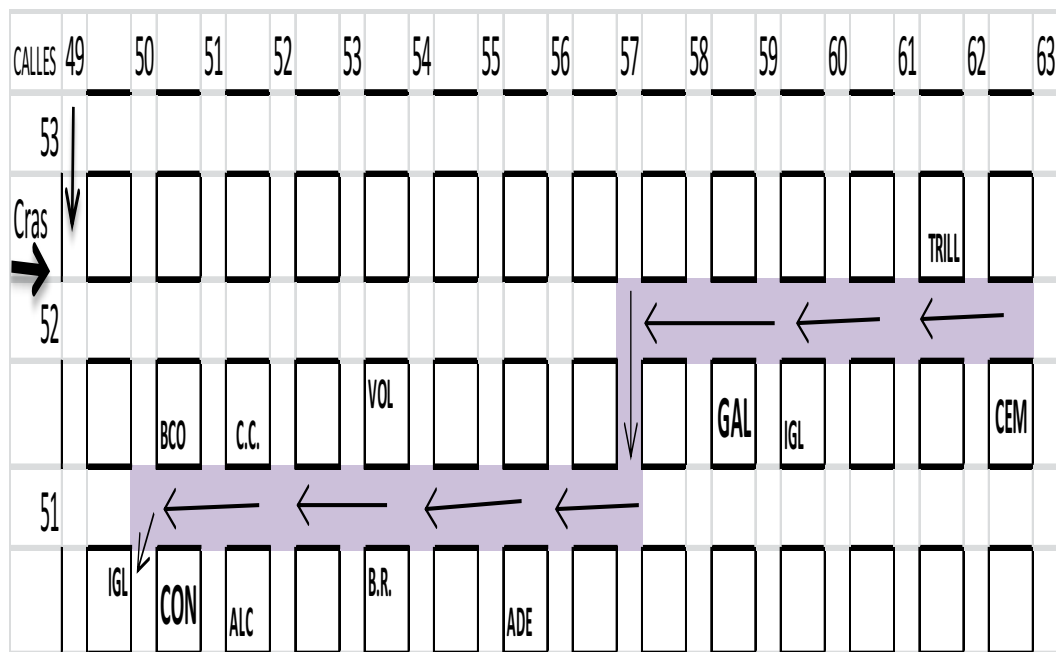 CALLES 49 50 51 52 53 54 55 56 57 58 59 60 61 62 63
53
Cras
TRILL
52
VOL
BCO C.C. GAL IGL CEM
51
IGL CON B.R.
ALC ADE